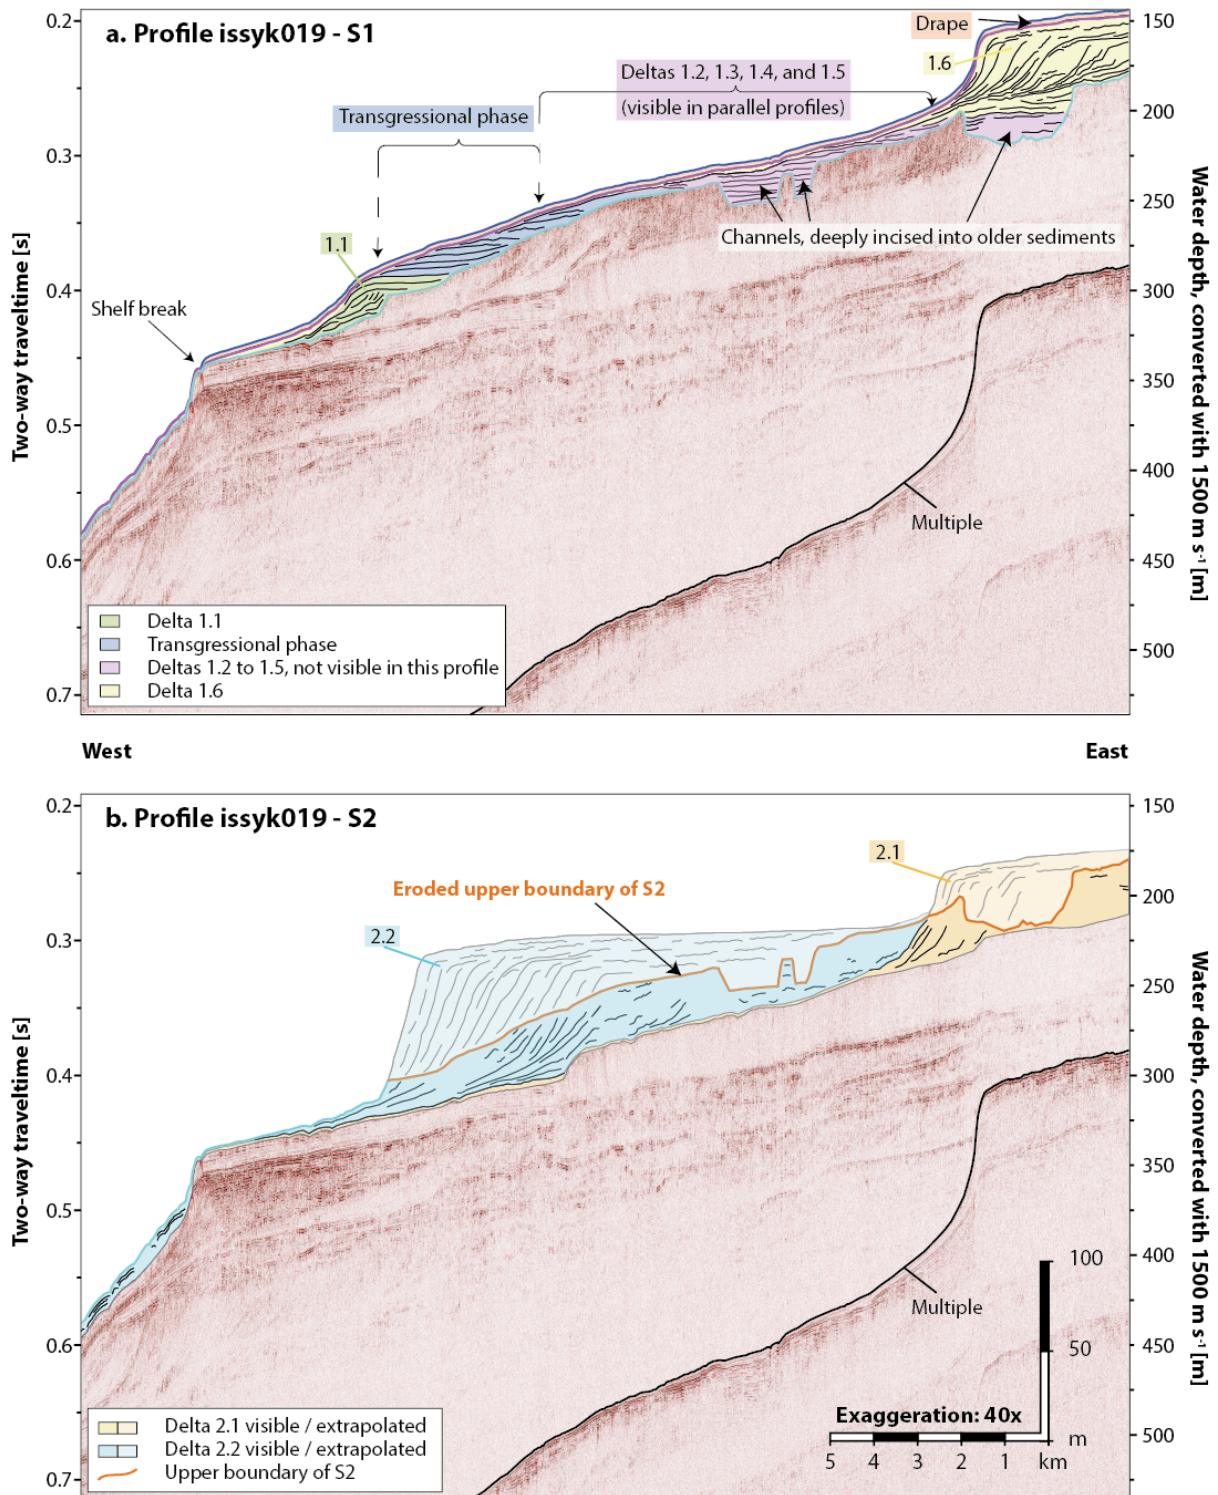 a. Profile issyk019 - S1
Drape
1.6
Deltas 1.2, 1.3, 1.4, and 1.5
(visible in parallel profiles)
Transgressional phase
1.1
Channels, deeply incised into older sediments
Shelf break
Multiple
Two-way traveltime [s]
0.2
0.3
0.4
0.5
0.6
0.7
Water depth, converted with 1500 m s⁻¹ [m]
150
200
250
300
350
400
450
500
Delta 1.1
Transgressional phase
Deltas 1.2 to 1.5, not visible in this profile
Delta 1.6
West
East
b. Profile issyk019 - S2
2.1
Eroded upper boundary of S2
2.2
Multiple
Two-way traveltime [s]
0.2
0.3
0.4
0.5
0.6
0.7
Water depth, converted with 1500 m s⁻¹ [m]
150
200
250
300
350
400
450
500
100
50
m
Exaggeration: 40x
5 4 3 2 1 km
Delta 2.1 visible / extrapolated
Delta 2.2 visible / extrapolated
Upper boundary of S2